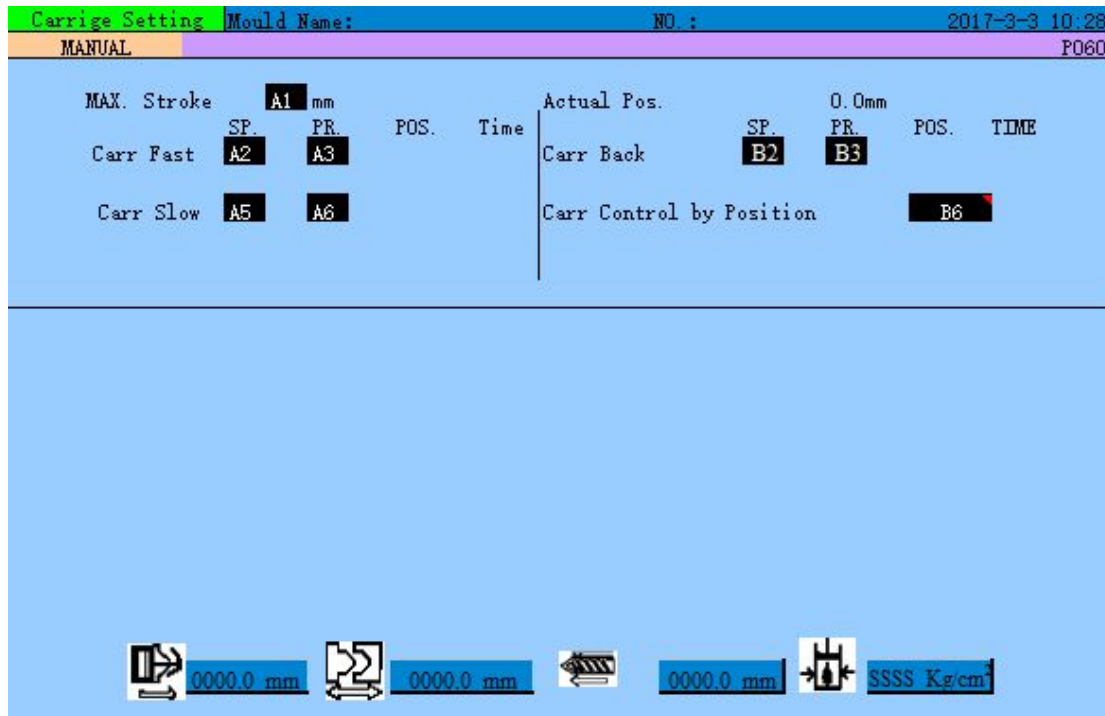 Carrige Setting Mould Name: NO.: 2017-3-3 10:28
MANUAL PO60
MAX. Stroke A1 mm Actual Pos. 0.0mm
SP. PR. POS. Time SP. PR. POS. TIME
Carr Fast A2 A3 Carr Back B2 B3
Carr Slow A5 A6 Carr Control by Position B6
0000.0 mm 0000.0 mm 0000.0 mm SSSS Kg/cm²